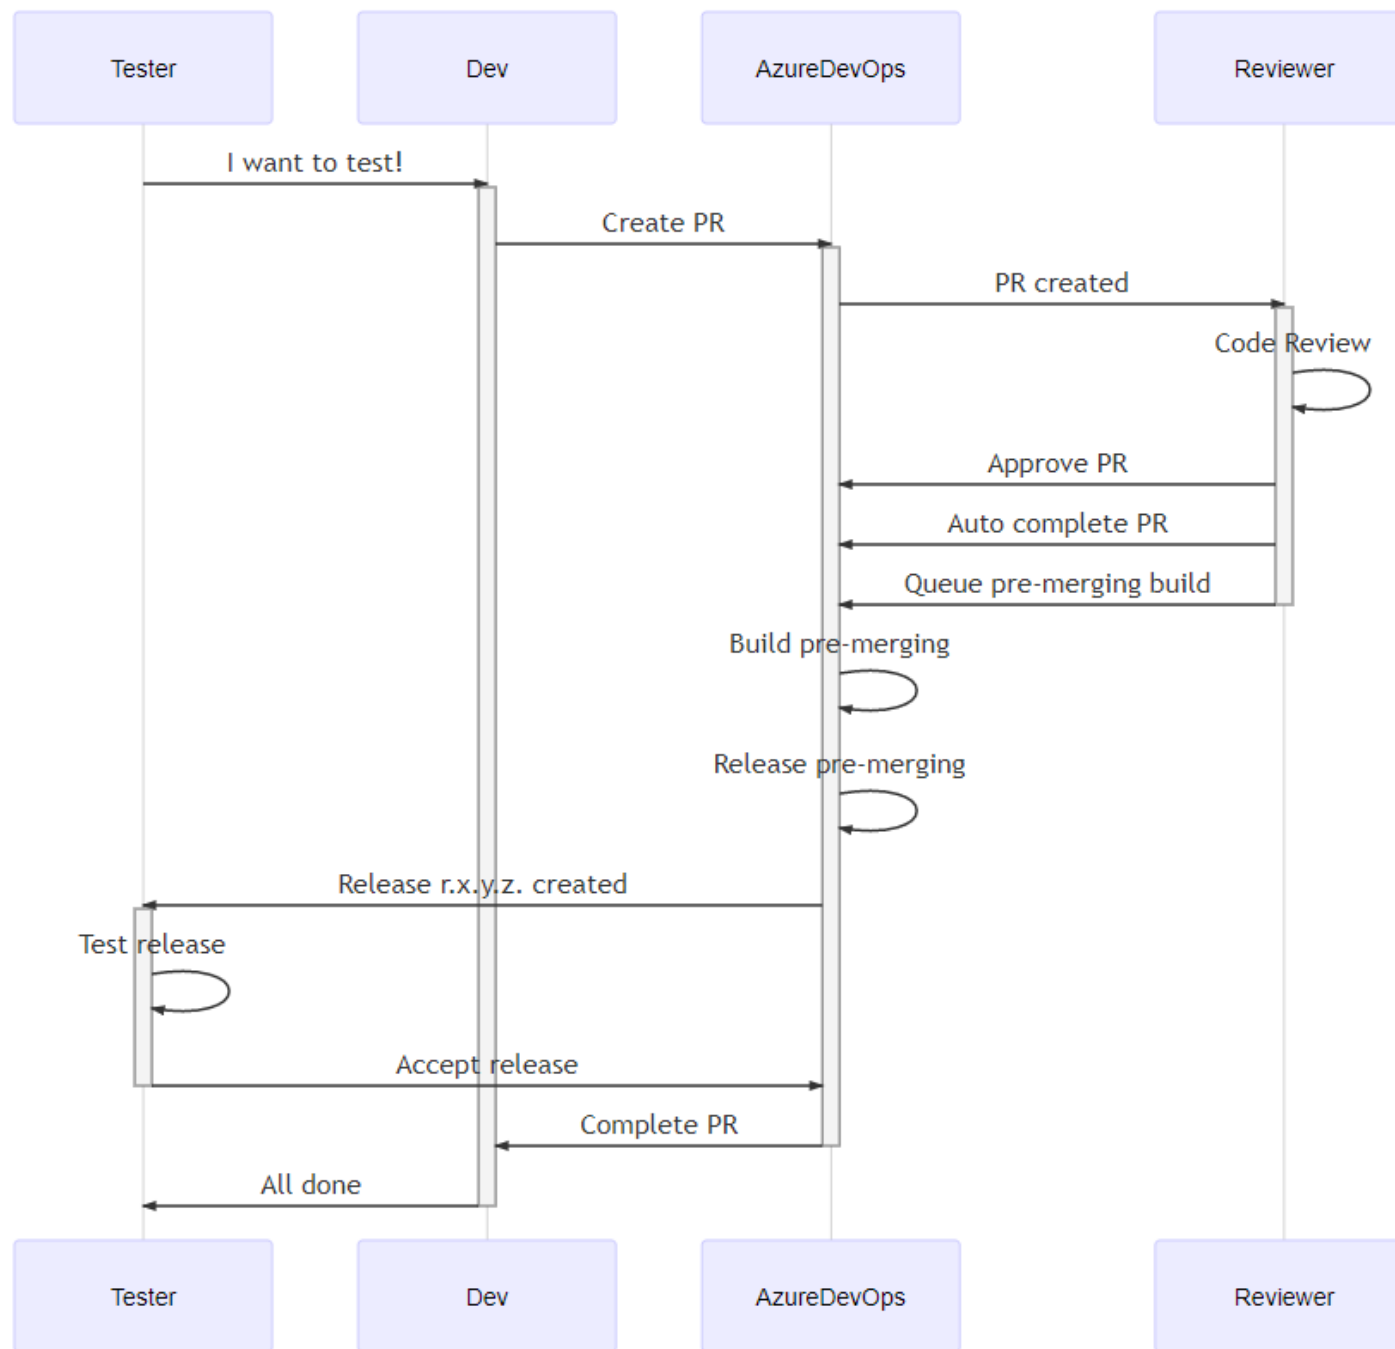 Tester
Dev
AzureDevOps
Reviewer
I want to test!
Create PR
PR created
Code Review
Approve PR
Auto complete PR
Queue pre-merging build
Build pre-merging
Release pre-merging
Release r.x.y.z. created
Test release
Accept release
Complete PR
All done
Tester
Dev
AzureDevOps
Reviewer